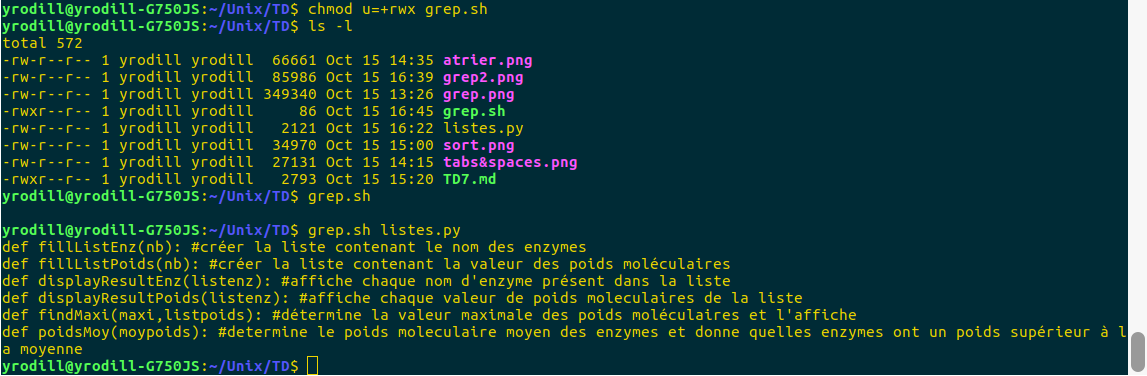 yrodill@yrodill-G750JS:~/Unix/TD$ chmod u=+rwx grep.sh
yrodill@yrodill-G750JS:~/Unix/TD$ ls -l
total 572
-rw-r--r-- 1 yrodill yrodill  66661 Oct 15 14:35 atrier.png
-rw-r--r-- 1 yrodill yrodill  85986 Oct 15 16:39 grep2.png
-rw-r--r-- 1 yrodill yrodill 349340 Oct 15 13:26 grep.png
-rwxr--r-- 1 yrodill yrodill     86 Oct 15 16:45 grep.sh
-rw-r--r-- 1 yrodill yrodill   2121 Oct 15 16:22 listes.py
-rw-r--r-- 1 yrodill yrodill  34970 Oct 15 15:00 sort.png
-rw-r--r-- 1 yrodill yrodill  27131 Oct 15 14:15 tabs&spaces.png
-rwxr--r-- 1 yrodill yrodill   2793 Oct 15 15:20 TD7.md
yrodill@yrodill-G750JS:~/Unix/TD$ grep.sh
yrodill@yrodill-G750JS:~/Unix/TD$ grep.sh listes.py
def fillListEnz(nb): #créer la liste contenant le nom des enzymes
def fillListPoids(nb): #créer la liste contenant la valeur des poids moléculaires
def displayResultEnz(listenz): #affiche chaque nom d'enzyme présent dans la liste
def displayResultPoids(listenz): #affiche chaque valeur de poids moleculaires de la liste
def findMaxi(maxi,listpoids): #détermine la valeur maximale des poids moléculaires et l'affiche
def poidsMoy(moypoids): #determine le poids moleculaire moyen des enzymes et donne quelles enzymes ont un poids supérieur à l
a moyenne
yrodill@yrodill-G750JS:~/Unix/TD$